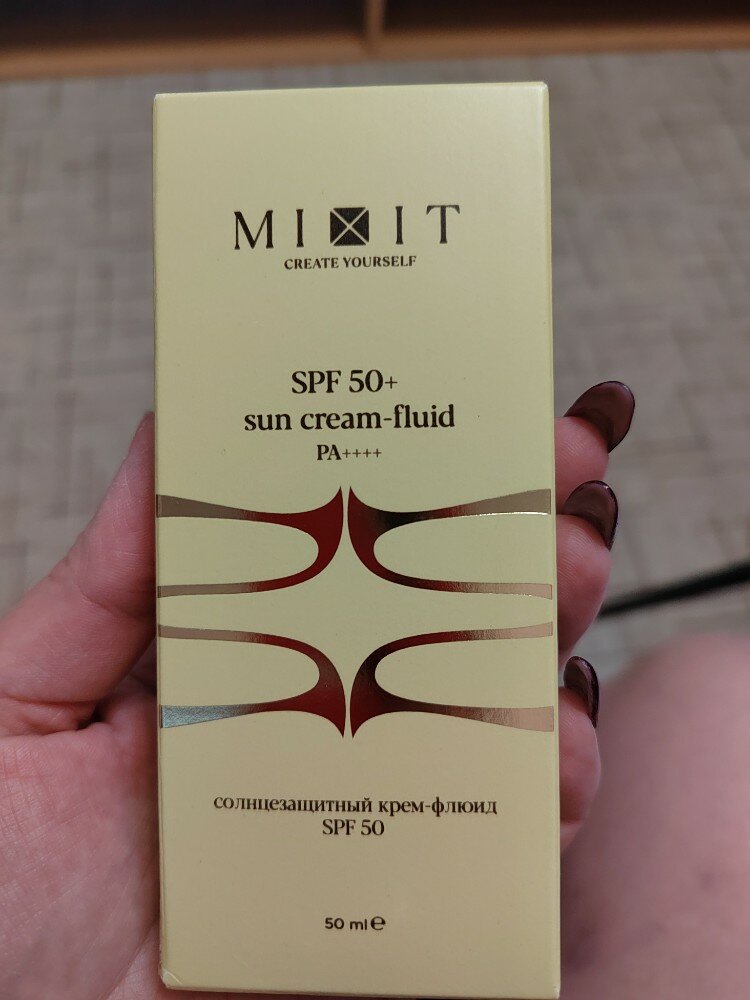 MIXIT
CREATE YOURSELF
SPF 50+
sun cream-fluid
PA++++
солнцезащитный крем-флюид
SPF 50
50 ml ℮